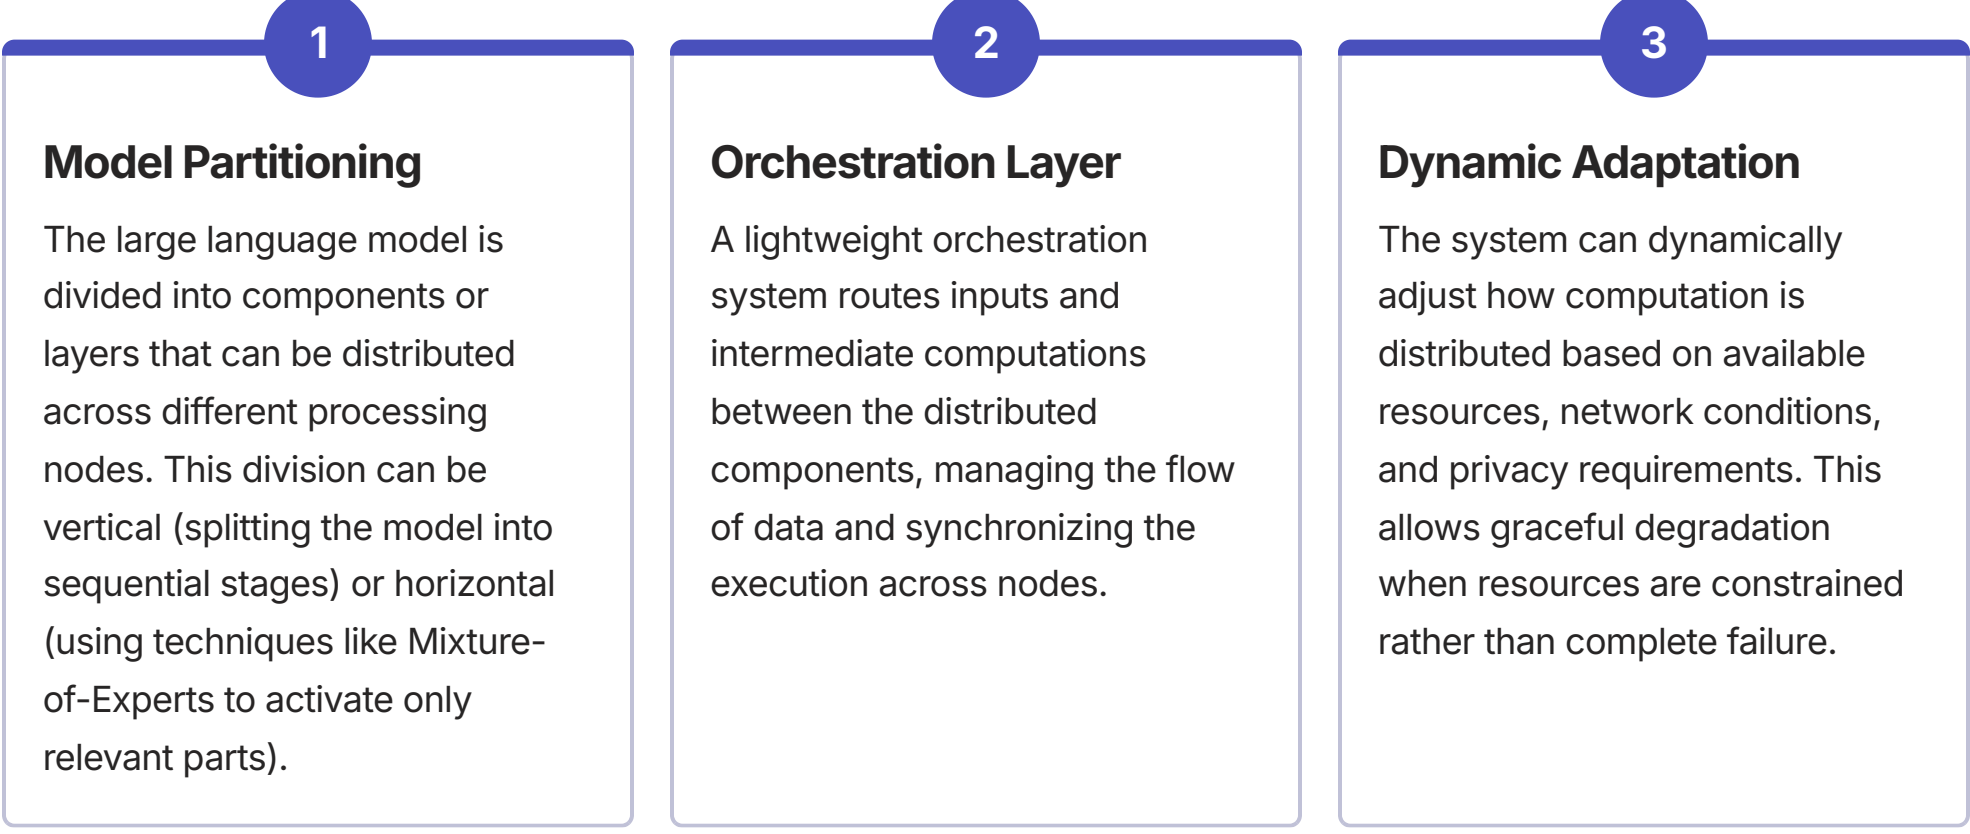 1
Model Partitioning
The large language model is
divided into components or
layers that can be distributed
across different processing
nodes. This division can be
vertical (splitting the model into
sequential stages) or horizontal
(using techniques like Mixture-
of-Experts to activate only
relevant parts).
2
Orchestration Layer
A lightweight orchestration
system routes inputs and
intermediate computations
between the distributed
components, managing the flow
of data and synchronizing the
execution across nodes.
3
Dynamic Adaptation
The system can dynamically
adjust how computation is
distributed based on available
resources, network conditions,
and privacy requirements. This
allows graceful degradation
when resources are constrained
rather than complete failure.